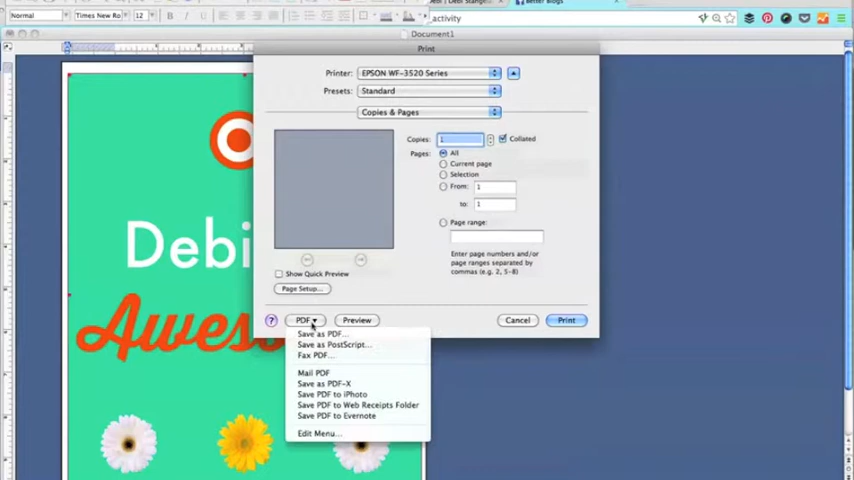 Better Blogs
Normal
Times New Ro
12
activity
Document1
Print
Printer: EPSON WF-3520 Series
Presets: Standard
Copies & Pages
Copies: 1 Collated
Pages: All
Current page
Selection
From: 1
to: 1
Page range:
Enter page numbers and/or
page ranges separated by
commas (e.g. 2, 5-8)
Show Quick Preview
Page Setup...
? PDF Preview Cancel Print
Save as PDF...
Save as PostScript...
Fax PDF...
Mail PDF
Save as PDF-X
Save PDF to iPhoto
Save PDF to Web Receipts Folder
Save PDF to Evernote
Edit Menu...
Debi
Awes